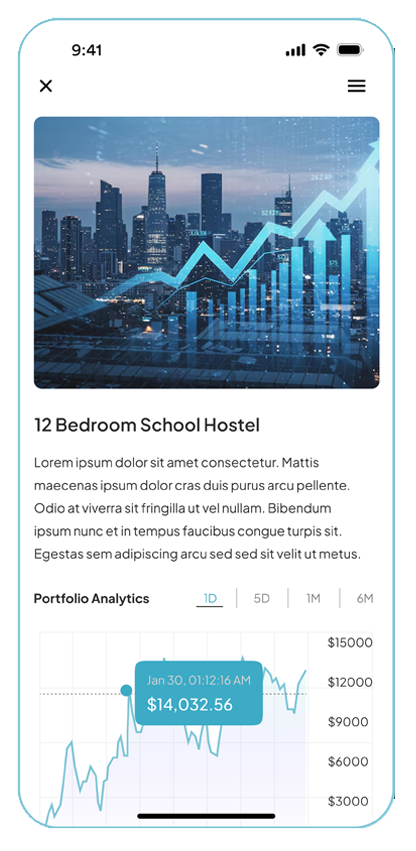 9:41
12 Bedroom School Hostel
Lorem ipsum dolor sit amet consectetur. Mattis
maecenas ipsum dolor cras duis purus arcu pellente.
Odio at viverra sit fringilla ut vel nullam. Bibendum
ipsum nunc et in tempus faucibus congue turpis sit.
Egestas sem adipiscing arcu sed sed sit velit ut metus.
Portfolio Analytics 1D 5D 1M 6M
$15000
Jan 30, 01:12:16 AM
$12000
$14,032.56
$9000
$6000
$3000